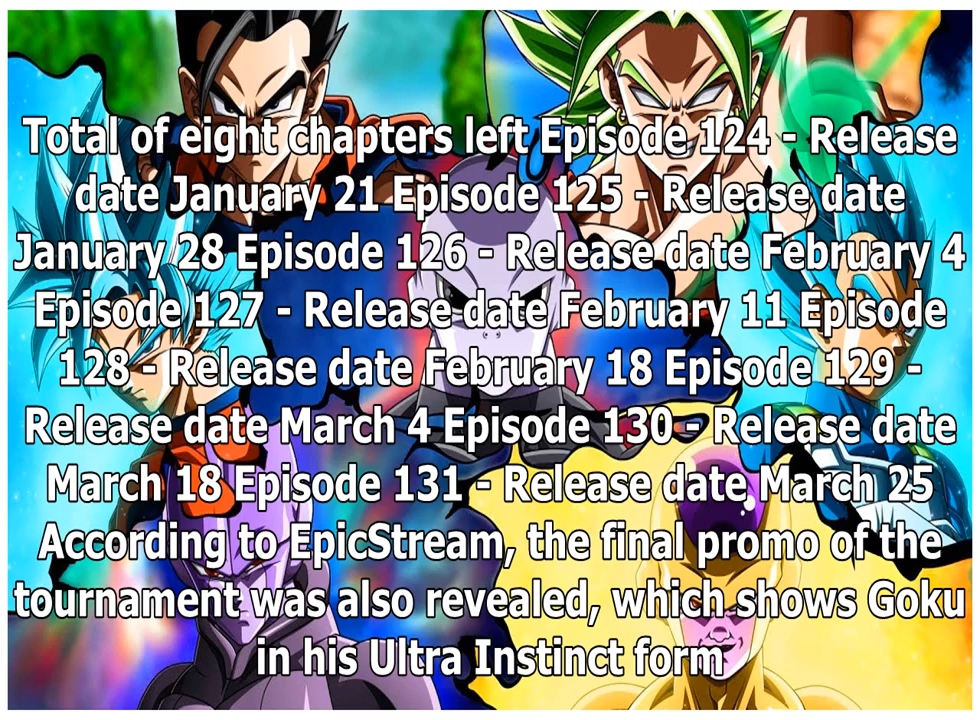 Total of eight chapters left Episode 124 - Release
date January 21 Episode 125 - Release date
January 28 Episode 126 - Release date February 4
Episode 127 - Release date February 11 Episode
128 - Release date February 18 Episode 129 -
Release date March 4 Episode 130 - Release date
March 18 Episode 131 - Release date March 25
According to EpicStream, the final promo of the
tournament was also revealed, which shows Goku
in his Ultra Instinct form